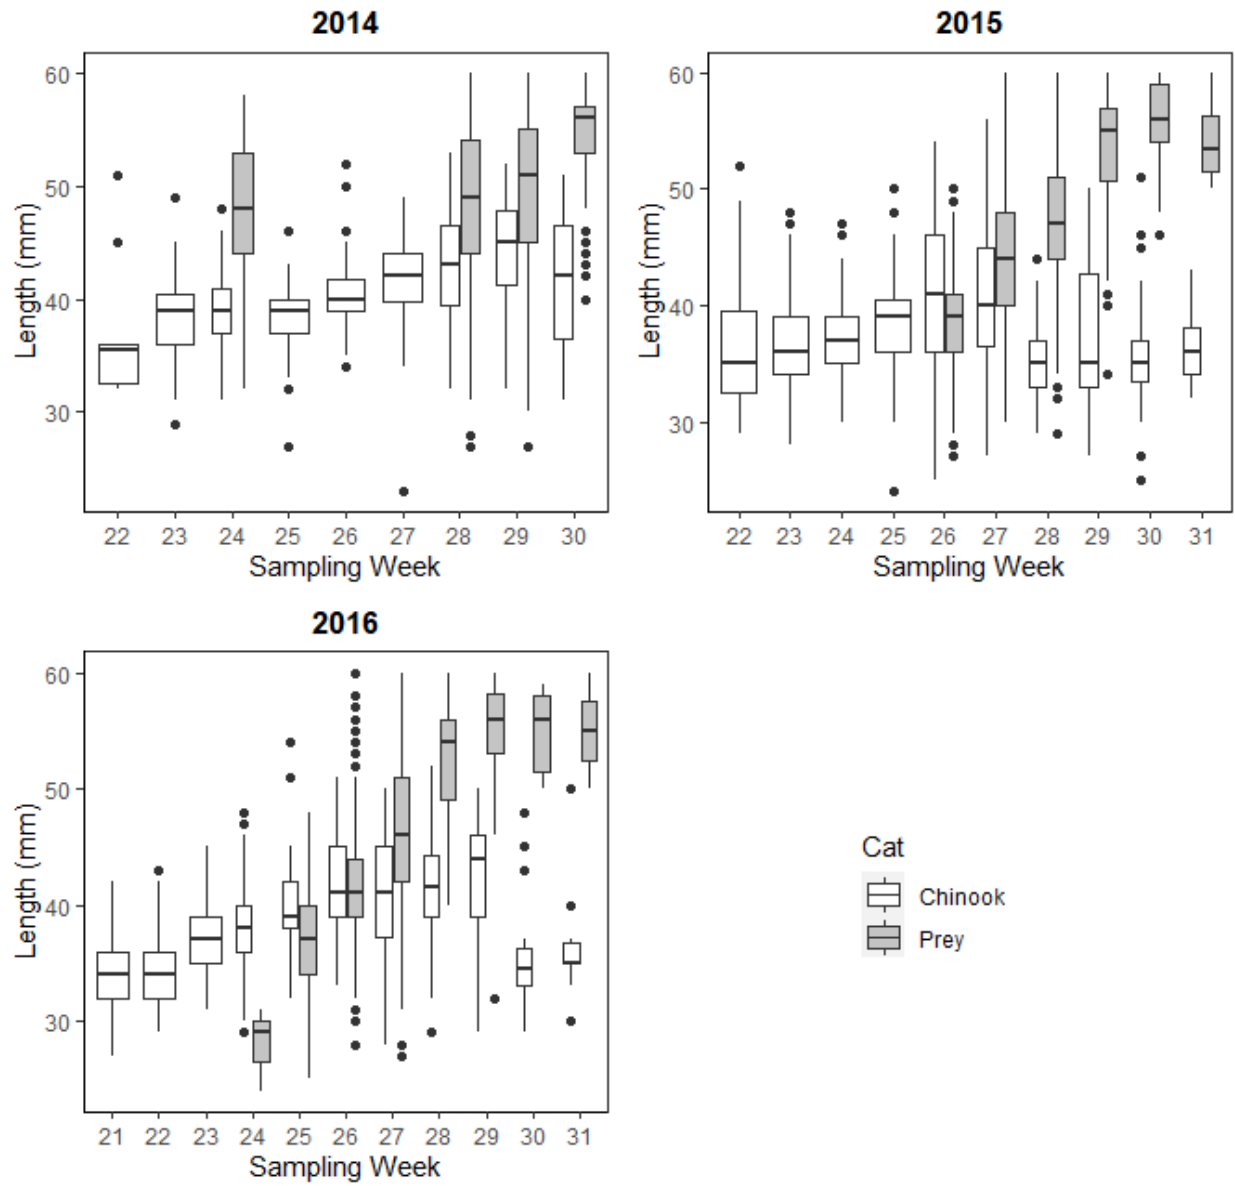 2014
60
50
40
30
Length (mm)
22 23 24 25 26 27 28 29 30
Sampling Week
2015
60
50
40
30
Length (mm)
22 23 24 25 26 27 28 29 30 31
Sampling Week
2016
60
50
40
30
Length (mm)
21 22 23 24 25 26 27 28 29 30 31
Sampling Week
Cat
Chinook
Prey